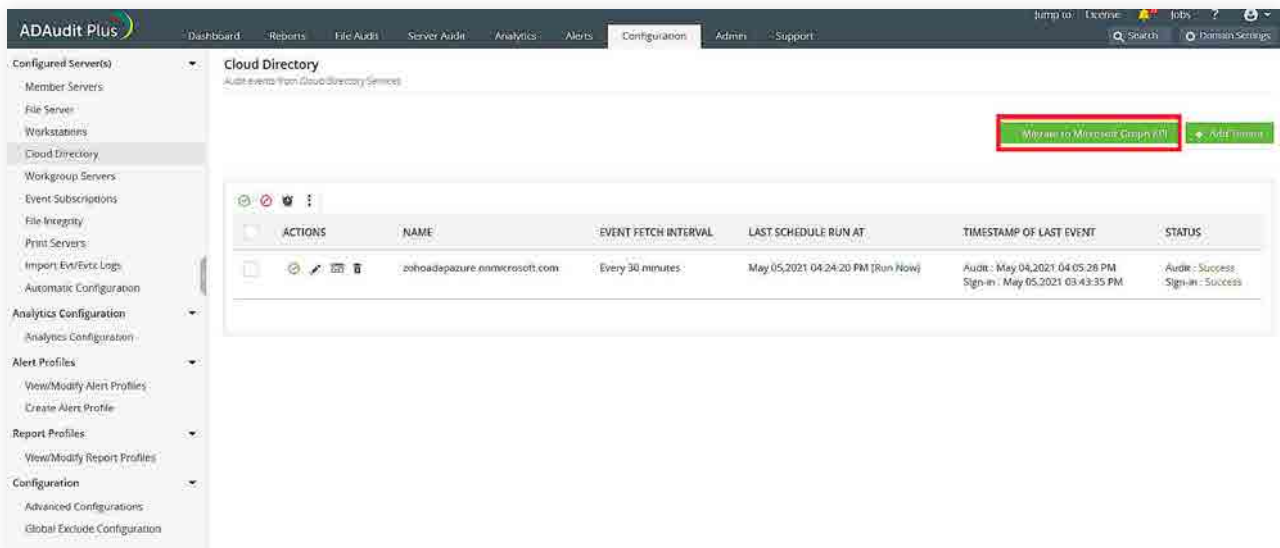 Jump to License Jobs ?
ADAudit Plus
Dashboard Reports File Audit Server Audit Analytics Alerts Configuration Admin Support
Search Domain Settings
Configured Server(s)
Member Servers
File Server
Workstations
Cloud Directory
Workgroup Servers
Event Subscriptions
File Integrity
Print Servers
Import Evt/Evtx Logs
Automatic Configuration
Analytics Configuration
Analytics Configuration
Alert Profiles
View/Modify Alert Profiles
Create Alert Profile
Report Profiles
View/Modify Report Profiles
Configuration
Advanced Configurations
Global Exclude Configuration
Cloud Directory
Audit events from Cloud Directory Services
Migrate to Microsoft Graph API + Add Tenant
ACTIONS NAME EVENT FETCH INTERVAL LAST SCHEDULE RUN AT TIMESTAMP OF LAST EVENT STATUS
zohoadapazure.onmicrosoft.com Every 30 minutes May 05,2021 04:24:20 PM [Run Now] Audit : May 04,2021 04:05:28 PM Audit : Success
Sign-in : May 05,2021 03:43:35 PM Sign-in : Success